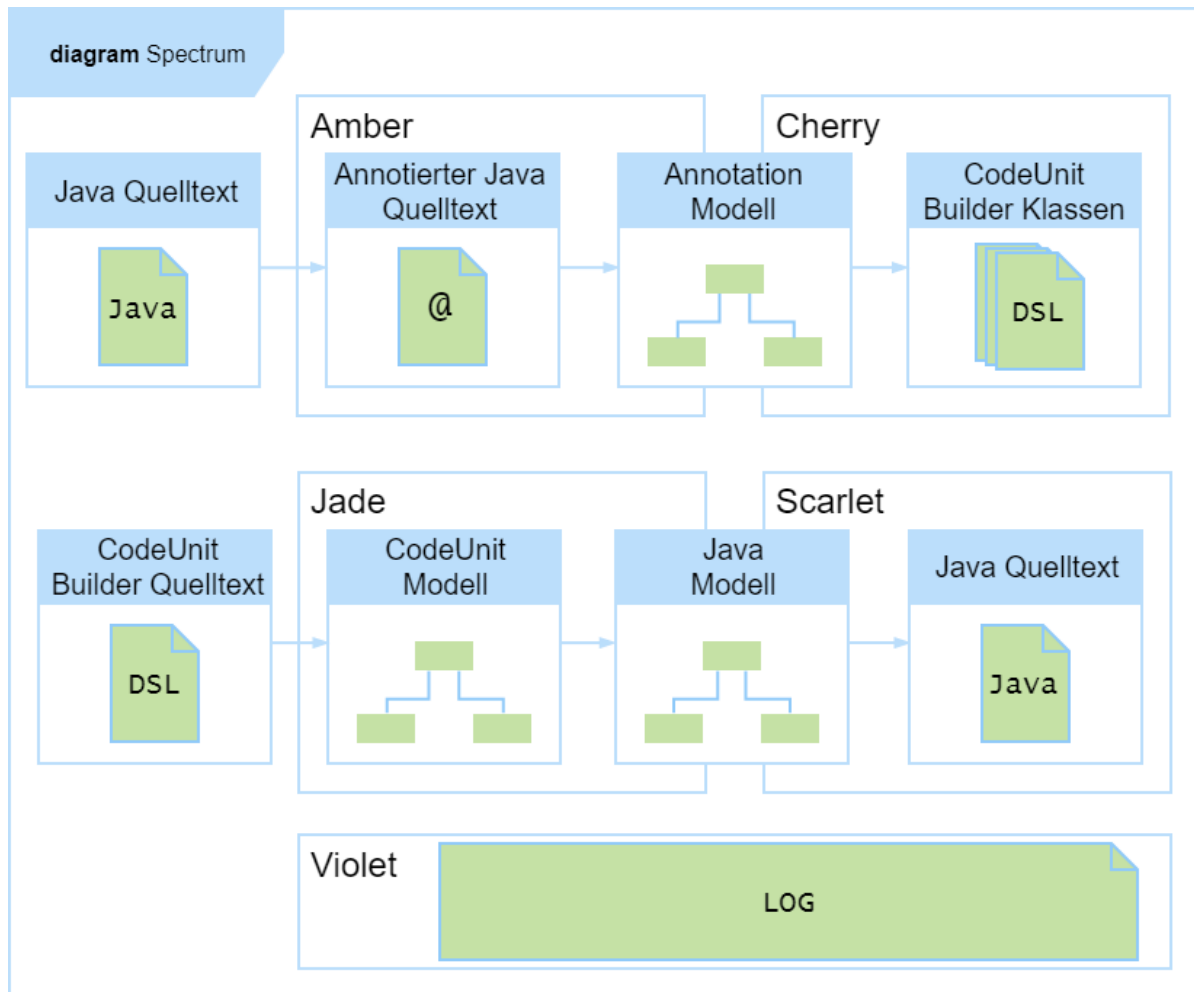 diagram Spectrum
Amber
Cherry
Java Quelltext
Annotierter Java
Quelltext
Annotation
Modell
CodeUnit
Builder Klassen
Java
@
DSL
Jade
Scarlet
CodeUnit
Builder Quelltext
CodeUnit
Modell
Java
Modell
Java Quelltext
DSL
Java
Violet
LOG